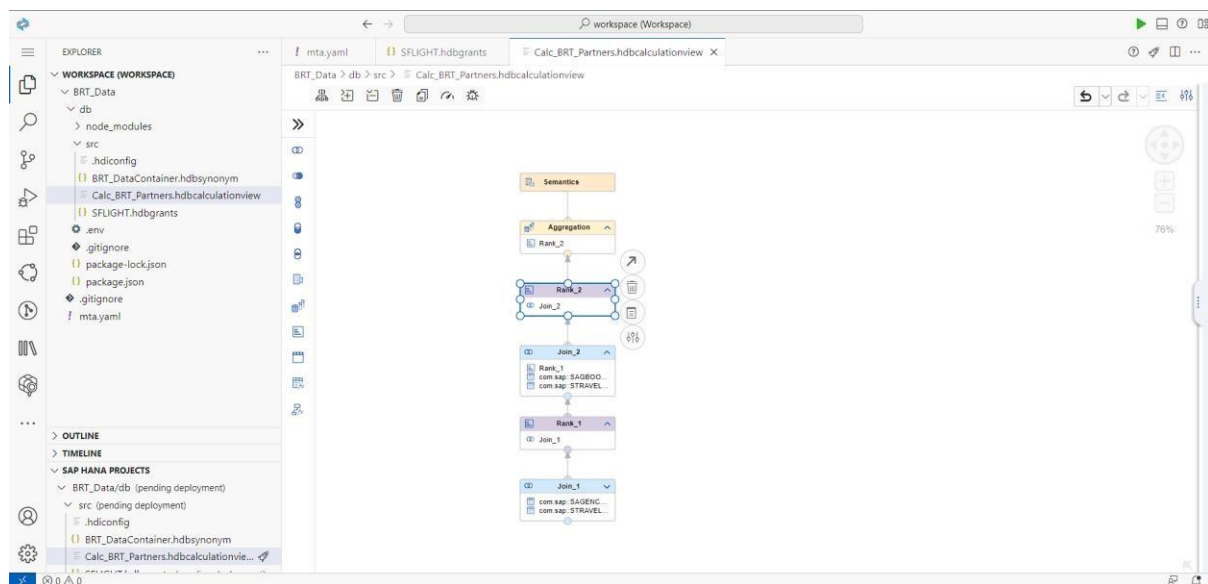 workspace (Workspace)
EXPLORER
WORKSPACE (WORKSPACE)
BRT_Data
db
node_modules
src
.hdiconfig
BRT_DataContainer.hdbsynonym
Calc_BRT_Partners.hdbcalculationview
SFLIGHT.hdbgrants
.env
.gitignore
package-lock.json
package.json
.gitignore
mta.yaml
OUTLINE
TIMELINE
SAP HANA PROJECTS
BRT_Data/db (pending deployment)
src (pending deployment)
.hdiconfig
BRT_DataContainer.hdbsynonym
Calc_BRT_Partners.hdbcalculationvie...
mta.yaml
SFLIGHT.hdbgrants
Calc_BRT_Partners.hdbcalculationview
BRT_Data > db > src > Calc_BRT_Partners.hdbcalculationview
Semantics
Aggregation
Rank_2
Rank_2
Join_2
Join_2
Rank_1
com.sap::SAGBOO...
com.sap::STRAVEL...
Rank_1
Join_1
Join_1
com.sap::SAGENC...
com.sap::STRAVEL...
76%
0 0